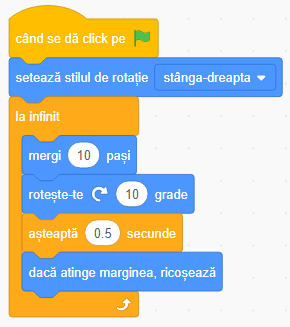 când se dă click pe
setează stilul de rotație stânga-dreapta
la infinit
mergi 10 pași
rotește-te 10 grade
așteaptă 0.5 secunde
dacă atinge marginea, ricoșează